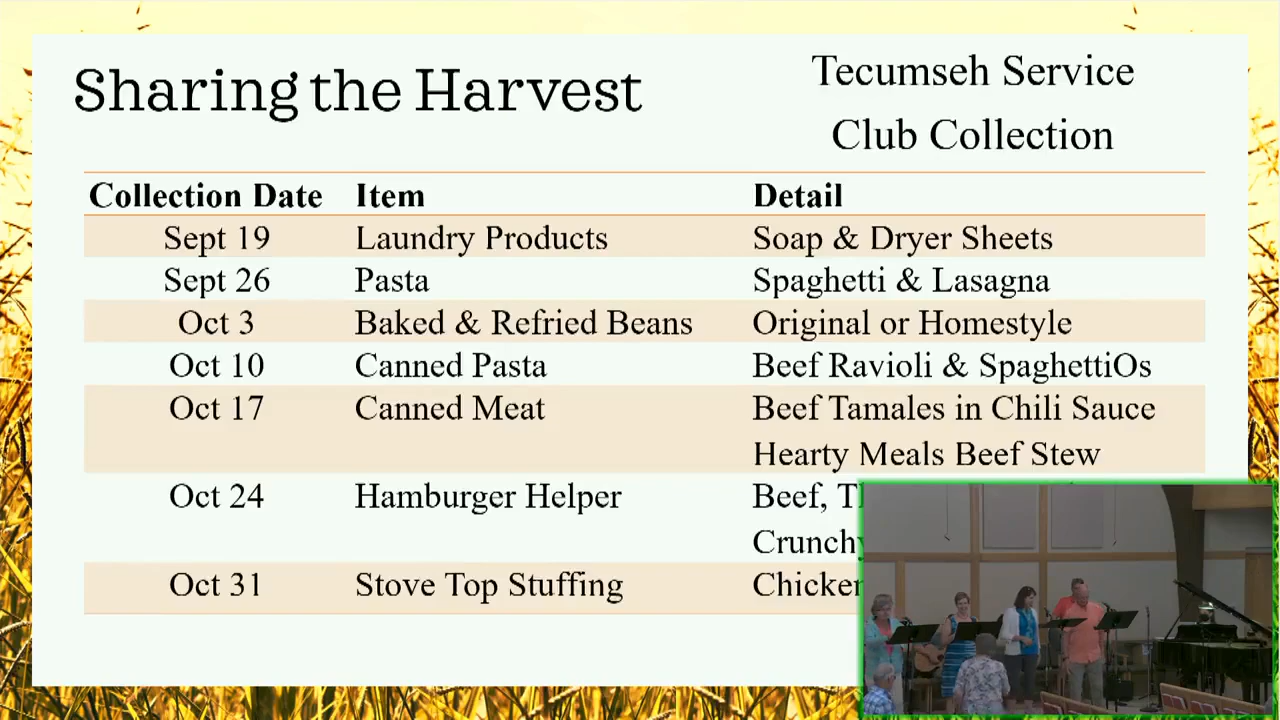 Sharing the Harvest
Tecumseh Service
Club Collection
Collection Date Item Detail
Sept 19 Laundry Products Soap & Dryer Sheets
Sept 26 Pasta Spaghetti & Lasagna
Oct 3 Baked & Refried Beans Original or Homestyle
Oct 10 Canned Pasta Beef Ravioli & SpaghettiOs
Oct 17 Canned Meat Beef Tamales in Chili Sauce
Hearty Meals Beef Stew
Oct 24 Hamburger Helper Beef,
Oct 31 Stove Top Stuffing